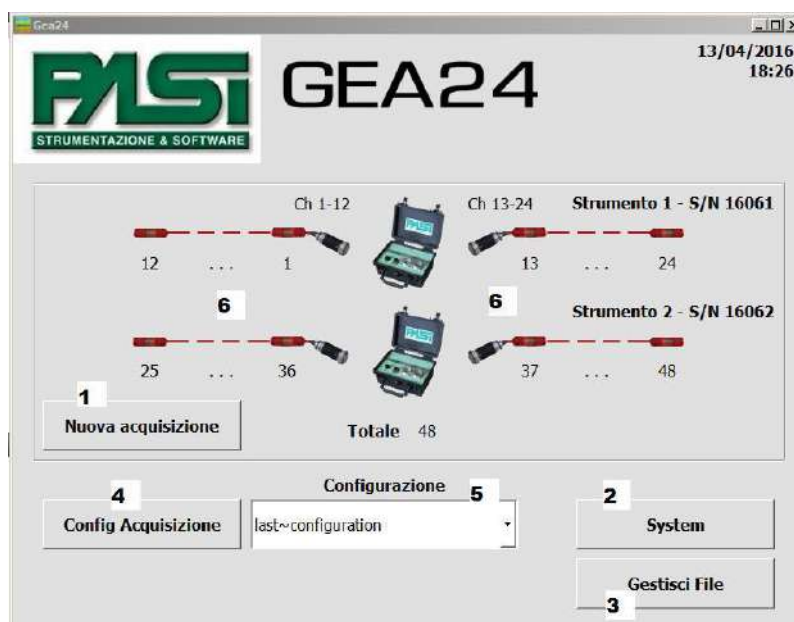 Gea24
PASI
STRUMENTAZIONE & SOFTWARE
GEA24
13/04/2016
18:26
Ch 1-12 Ch 13-24 Strumento 1 - S/N 16061
12 ... 1 13 ... 24
6 6
Strumento 2 - S/N 16062
25 ... 36 37 ... 48
1
Nuova acquisizione
Totale 48
Configurazione
4 5 2
Config Acquisizione last~configuration System
Gestisci File
3